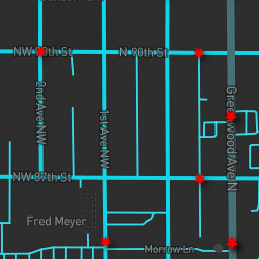 NW 90th St
N 90th St
2nd Ave NW
1st Ave NW
Greenwood Ave N
NW 87th St
Fred Meyer
Morrow Ln